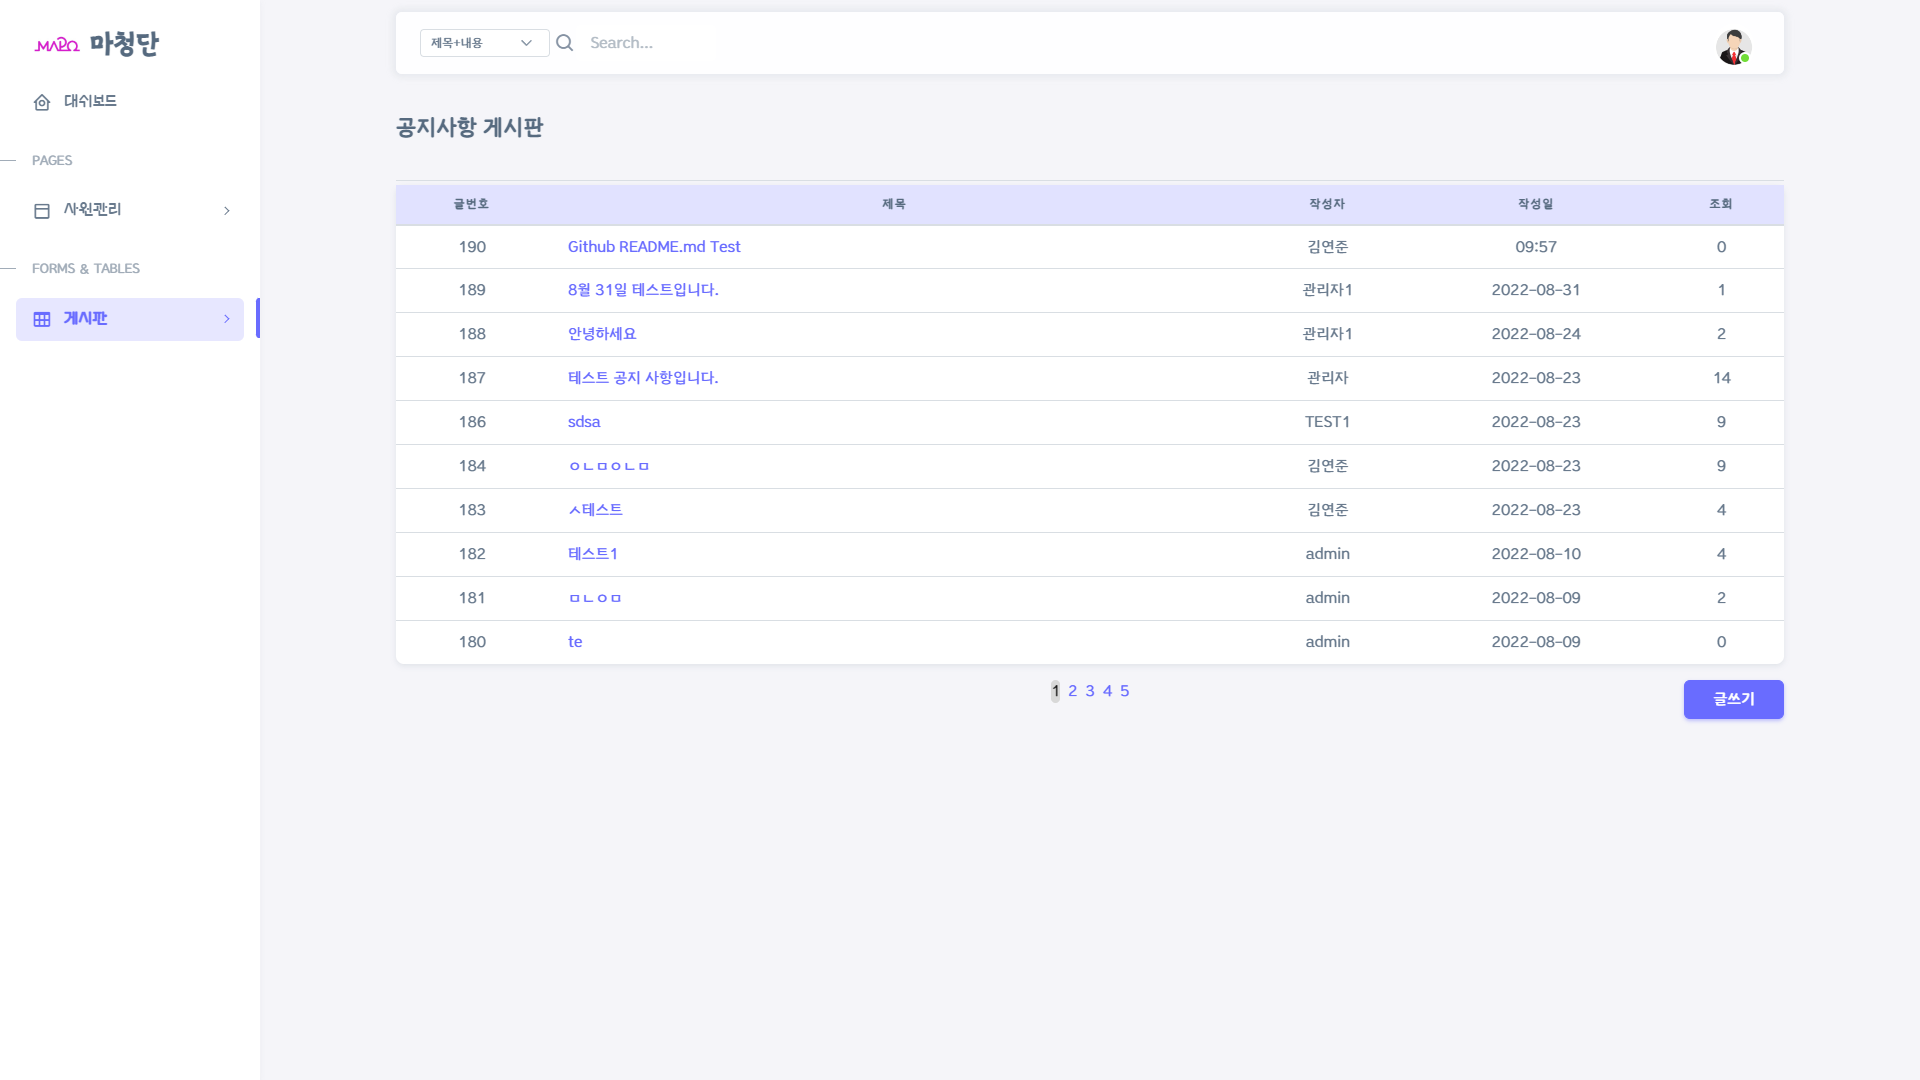 MAPO 마청단
대쉬보드
PAGES
사원관리
FORMS & TABLES
게시판
제목+내용 Search...
공지사항 게시판
글번호 제목 작성자 작성일 조회
190 Github README.md Test 김연준 09:57 0
189 8월 31일 테스트입니다. 관리자1 2022-08-31 1
188 안녕하세요 관리자1 2022-08-24 2
187 테스트 공지 사항입니다. 관리자 2022-08-23 14
186 sdsa TEST1 2022-08-23 9
184 ㅇㄴㅁㅇㄴㅁ 김연준 2022-08-23 9
183 ㅅ테스트 김연준 2022-08-23 4
182 테스트1 admin 2022-08-10 4
181 ㅁㄴㅇㅁ admin 2022-08-09 2
180 te admin 2022-08-09 0
1 2 3 4 5
글쓰기